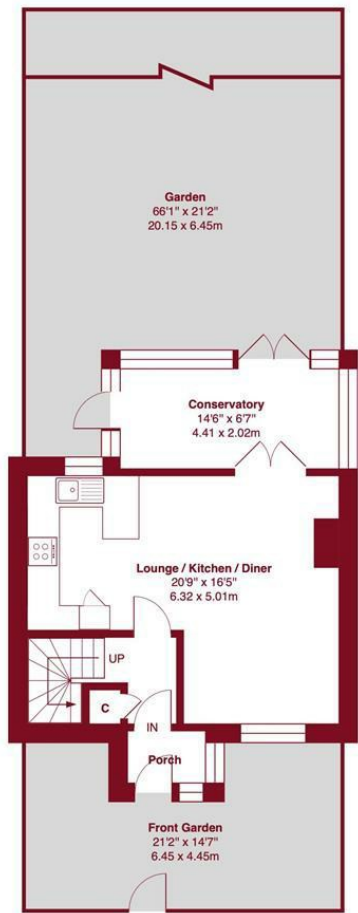 Garden
66'1" x 21'2"
20.15 x 6.45m
Conservatory
14'6" x 6'7"
4.41 x 2.02m
Lounge / Kitchen / Diner
20'9" x 16'5"
6.32 x 5.01m
UP
C
IN
Porch
Front Garden
21'2" x 14'7"
6.45 x 4.45m